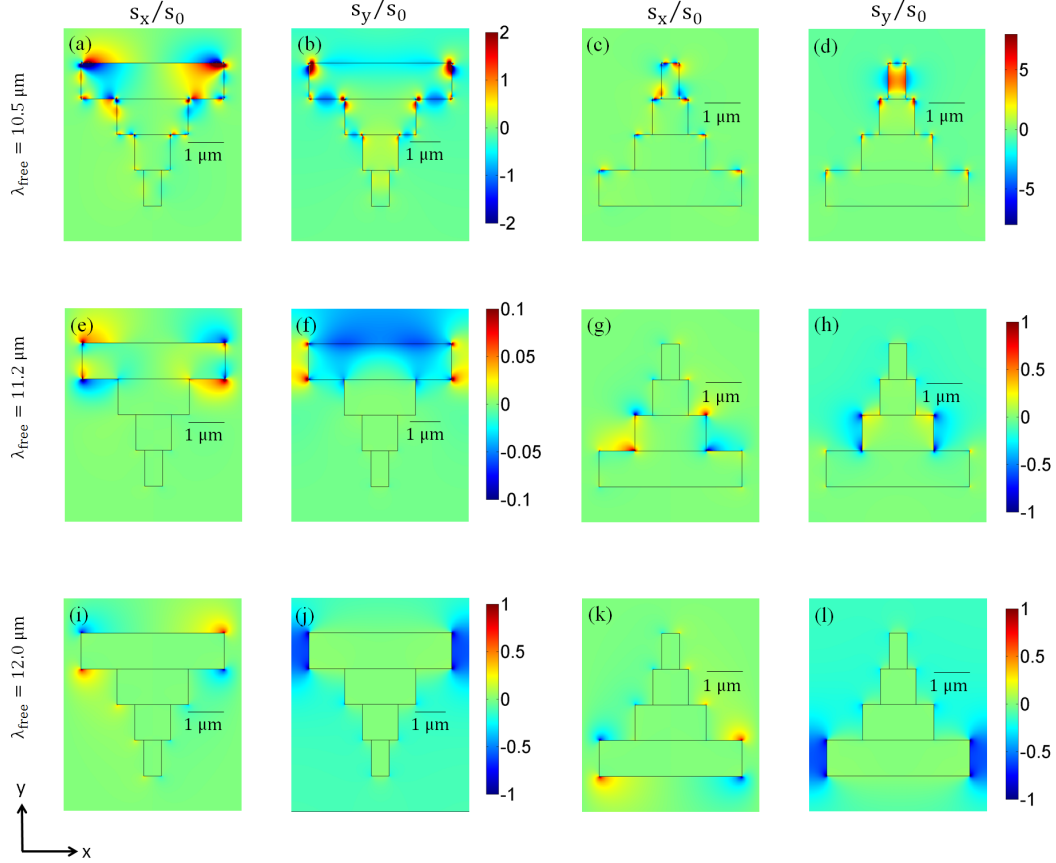 s_x/s_0 s_y/s_0 s_x/s_0 s_y/s_0
(a) (b) (c) (d)
2
1
0
-1
-2
5
0
-5
1 μm 1 μm 1 μm 1 μm
λ_free = 10.5 μm
(e) (f) (g) (h)
0.1
0.05
0
-0.05
-0.1
1
0.5
0
-0.5
-1
1 μm 1 μm 1 μm 1 μm
λ_free = 11.2 μm
(i) (j) (k) (l)
1
0.5
0
-0.5
-1
1
0.5
0
-0.5
-1
1 μm 1 μm 1 μm 1 μm
λ_free = 12.0 μm
y
x